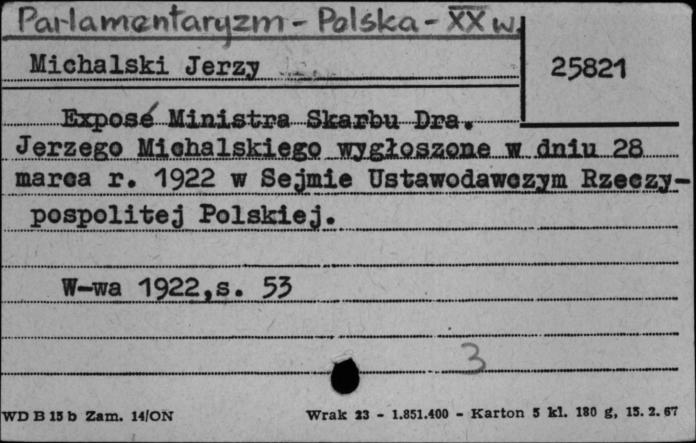 Parlamentaryzm - Polska - XX w.
Michalski Jerzy
25821
Exposé Ministra Skarbu Dra.
Jerzego Michalskiego wygłoszone w dniu 28
marca r. 1922 w Sejmie Ustawodawczym Rzeczy-
pospolitej Polskiej.
W-wa 1922,s. 53
3
WD B 15 b Zam. 14/ON
Wrak 23 - 1.851.400 - Karton 5 kl. 180 g, 15.2.67